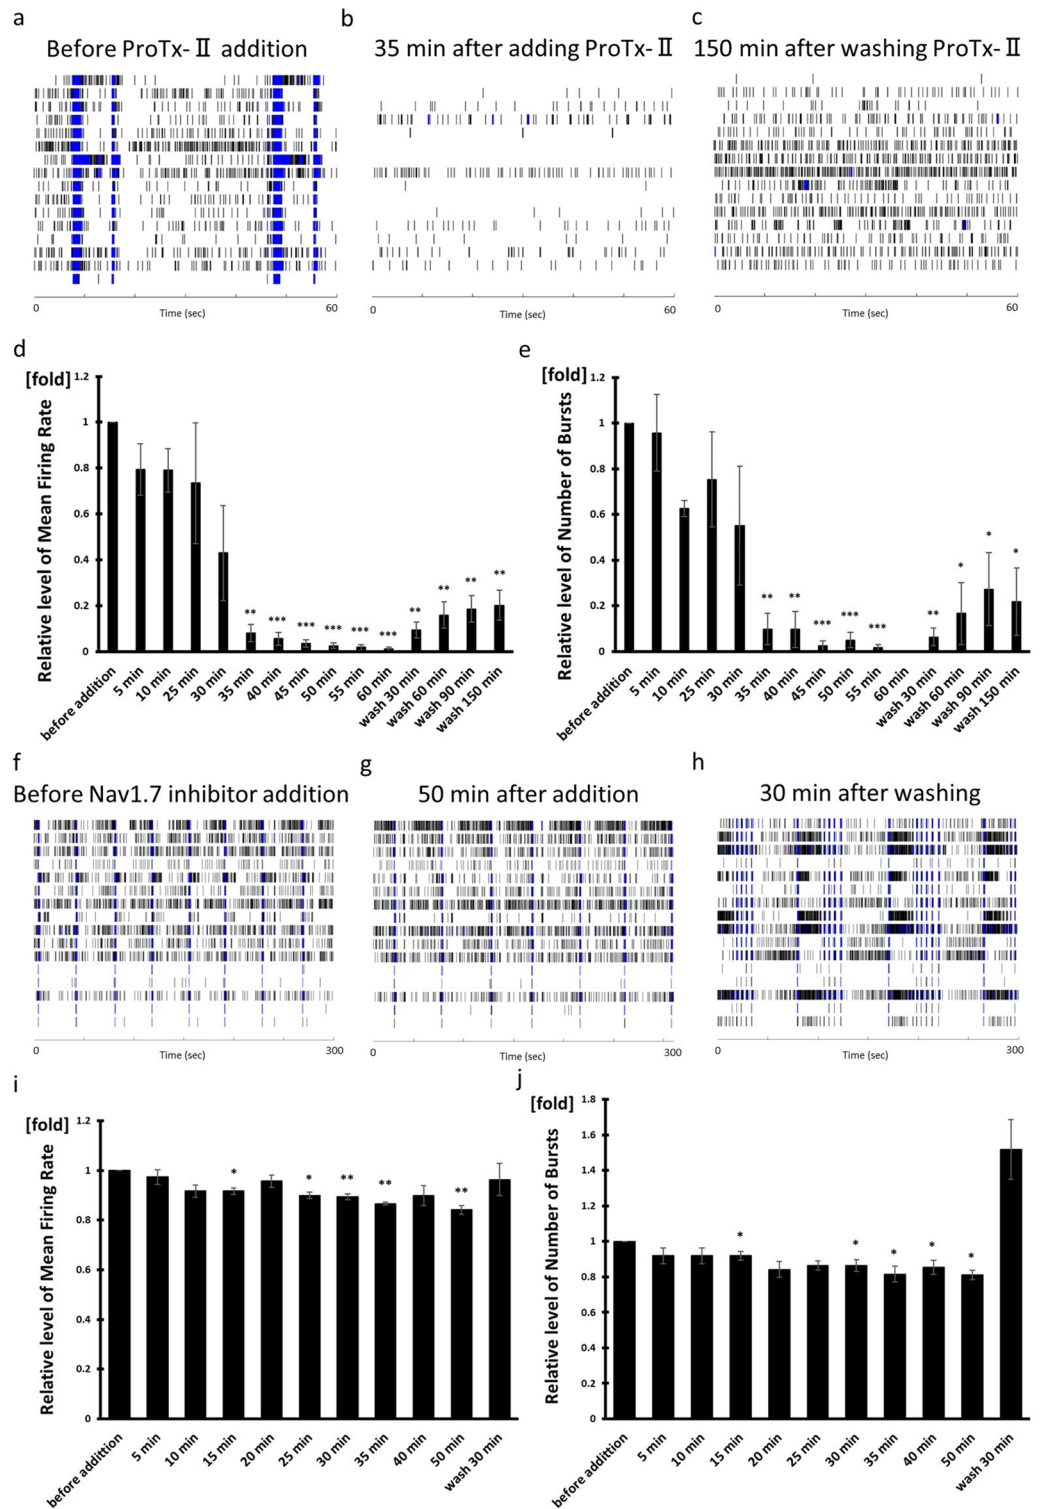 a
b
c
Before ProTx-Ⅱ addition
35 min after adding ProTx-Ⅱ
150 min after washing ProTx-Ⅱ
0
Time (sec)
60
0
Time (sec)
60
0
Time (sec)
60
d
[fold]
Relative level of Mean Firing Rate
1.2
1
0.8
0.6
0.4
0.2
0
**
***
***
***
***
***
**
**
**
**
before addition
5 min
10 min
25 min
30 min
35 min
40 min
45 min
50 min
55 min
60 min
wash 30 min
wash 60 min
wash 90 min
wash 150 min
e
[fold]
Relative level of Number of Bursts
1.2
1
0.8
0.6
0.4
0.2
0
**
**
***
***
***
**
*
*
*
before addition
5 min
10 min
25 min
30 min
35 min
40 min
45 min
50 min
55 min
60 min
wash 30 min
wash 60 min
wash 90 min
wash 150 min
f
g
h
Before Nav1.7 inhibitor addition
50 min after addition
30 min after washing
0
Time (sec)
300
0
Time (sec)
300
0
Time (sec)
300
i
[fold]
Relative level of Mean Firing Rate
1.2
1
0.8
0.6
0.4
0.2
0
*
*
**
**
**
before addittion
5 min
10 min
15 min
20 min
25 min
30 min
35 min
40 min
50 min
wash 30 min
j
[fold]
Relative level of Number of Bursts
1.8
1.6
1.4
1.2
1
0.8
0.6
0.4
0.2
0
*
*
*
*
*
before addittion
5 min
10 min
15 min
20 min
25 min
30 min
35 min
40 min
50 min
wash 30 min